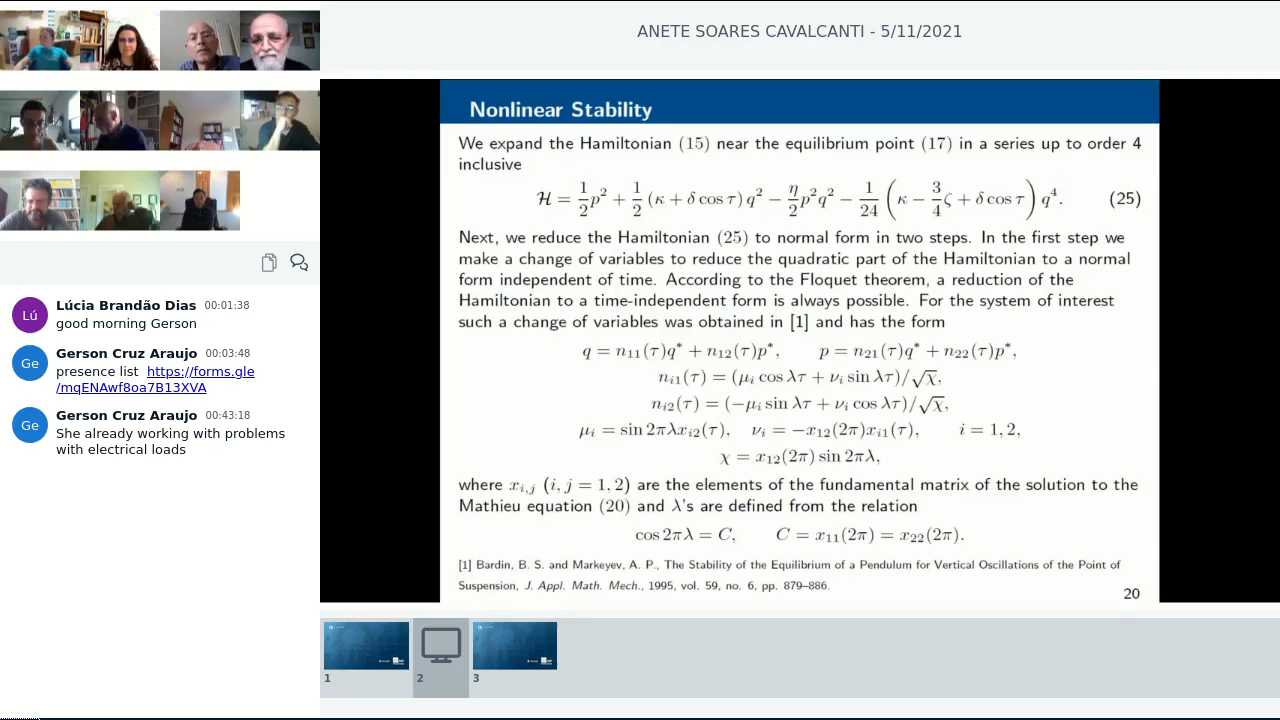 ANETE SOARES CAVALCANTI - 5/11/2021
Lú
Lúcia Brandão Dias 00:01:38
good morning Gerson
Ge
Gerson Cruz Araujo 00:03:48
presence list https://forms.gle
/mqENAwf8oa7B13XVA
Ge
Gerson Cruz Araujo 00:43:18
She already working with problems
with electrical loads
Nonlinear Stability
We expand the Hamiltonian (15) near the equilibrium point (17) in a series up to order 4
inclusive
ℋ = 1/2 p² + 1/2 (κ + δ cos τ) q² − η/2 p²q² − 1/24 (κ − 3/4 ζ + δ cos τ) q⁴. (25)
Next, we reduce the Hamiltonian (25) to normal form in two steps. In the first step we
make a change of variables to reduce the quadratic part of the Hamiltonian to a normal
form independent of time. According to the Floquet theorem, a reduction of the
Hamiltonian to a time-independent form is always possible. For the system of interest
such a change of variables was obtained in [1] and has the form
q = n₁₁(τ)q* + n₁₂(τ)p*, p = n₂₁(τ)q* + n₂₂(τ)p*,
nᵢ₁(τ) = (μᵢ cos λτ + νᵢ sin λτ)/√χ,
nᵢ₂(τ) = (−μᵢ sin λτ + νᵢ cos λτ)/√χ,
μᵢ = sin 2πλxᵢ₂(τ), νᵢ = −x₁₂(2π)xᵢ₁(τ), i = 1, 2,
χ = x₁₂(2π) sin 2πλ,
where xᵢ,ⱼ (i, j = 1, 2) are the elements of the fundamental matrix of the solution to the
Mathieu equation (20) and λ's are defined from the relation
cos 2πλ = C, C = x₁₁(2π) = x₂₂(2π).
[1] Bardin, B. S. and Markeyev, A. P., The Stability of the Equilibrium of a Pendulum for Vertical Oscillations of the Point of
Suspension, J. Appl. Math. Mech., 1995, vol. 59, no. 6, pp. 879–886.
20
1
2
3